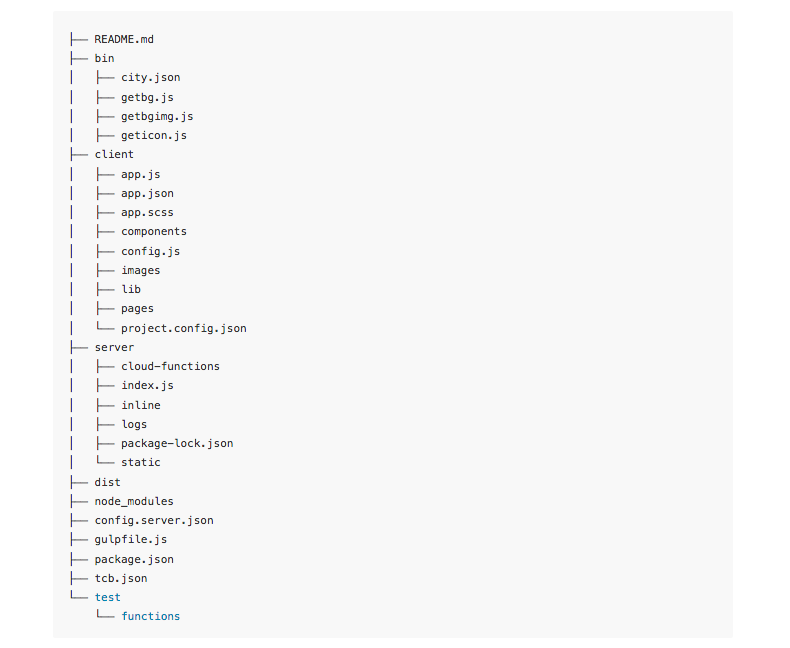 ├── README.md
├── bin
│   ├── city.json
│   ├── getbg.js
│   ├── getbgimg.js
│   ├── geticon.js
├── client
│   ├── app.js
│   ├── app.json
│   ├── app.scss
│   ├── components
│   ├── config.js
│   ├── images
│   ├── lib
│   ├── pages
│   └── project.config.json
├── server
│   ├── cloud-functions
│   ├── index.js
│   ├── inline
│   ├── logs
│   ├── package-lock.json
│   └── static
├── dist
├── node_modules
├── config.server.json
├── gulpfile.js
├── package.json
├── tcb.json
└── test
    └── functions